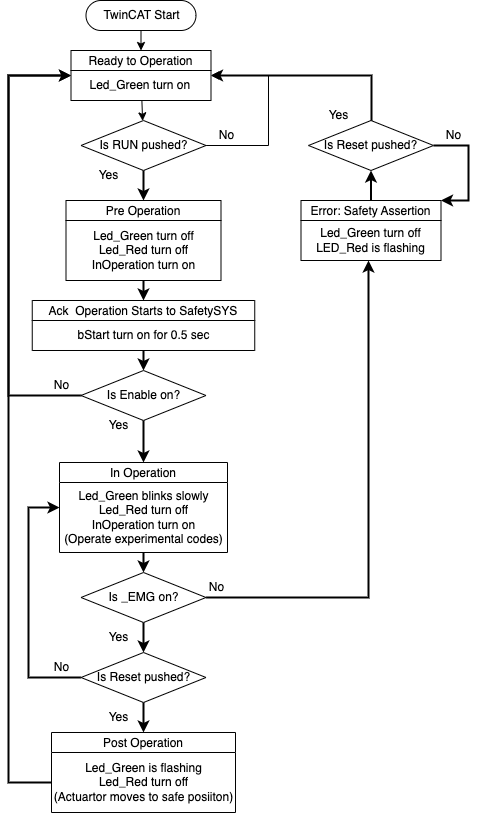 TwinCAT Start
Ready to Operation
Led_Green turn on
Is RUN pushed?
No
Yes
Pre Operation
Led_Green turn off
Led_Red turn off
InOperation turn on
Ack  Operation Starts to SafetySYS
bStart turn on for 0.5 sec
Is Enable on?
No
Yes
In Operation
Led_Green blinks slowly
Led_Red turn off
InOperation turn on
(Operate experimental codes)
Is _EMG on?
No
Yes
Is Reset pushed?
No
Yes
Post Operation
Led_Green is flashing
Led_Red turn off
(Actuartor moves to safe posiiton)
Yes
Is Reset pushed?
No
Error: Safety Assertion
Led_Green turn off
LED_Red is flashing